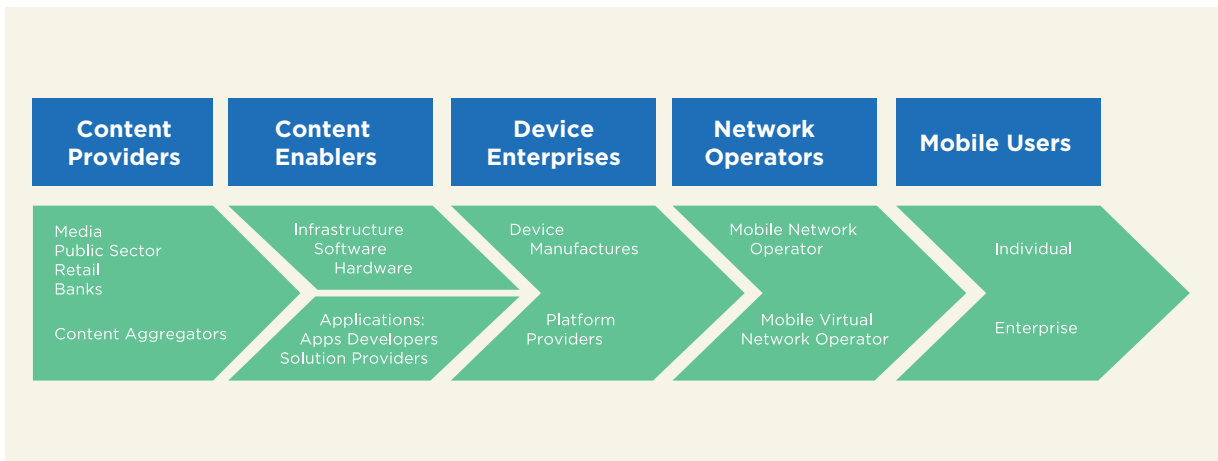 Content
Providers
Content
Enablers
Device
Enterprises
Network
Operators
Mobile Users
Media
Public Sector
Retail
Banks
Content Aggregators
Infrastructure
Software
Hardware
Applications:
Apps Developers
Solution Providers
Device
Manufactures
Platform
Providers
Mobile Network
Operator
Mobile Virtual
Network Operator
Individual
Enterprise